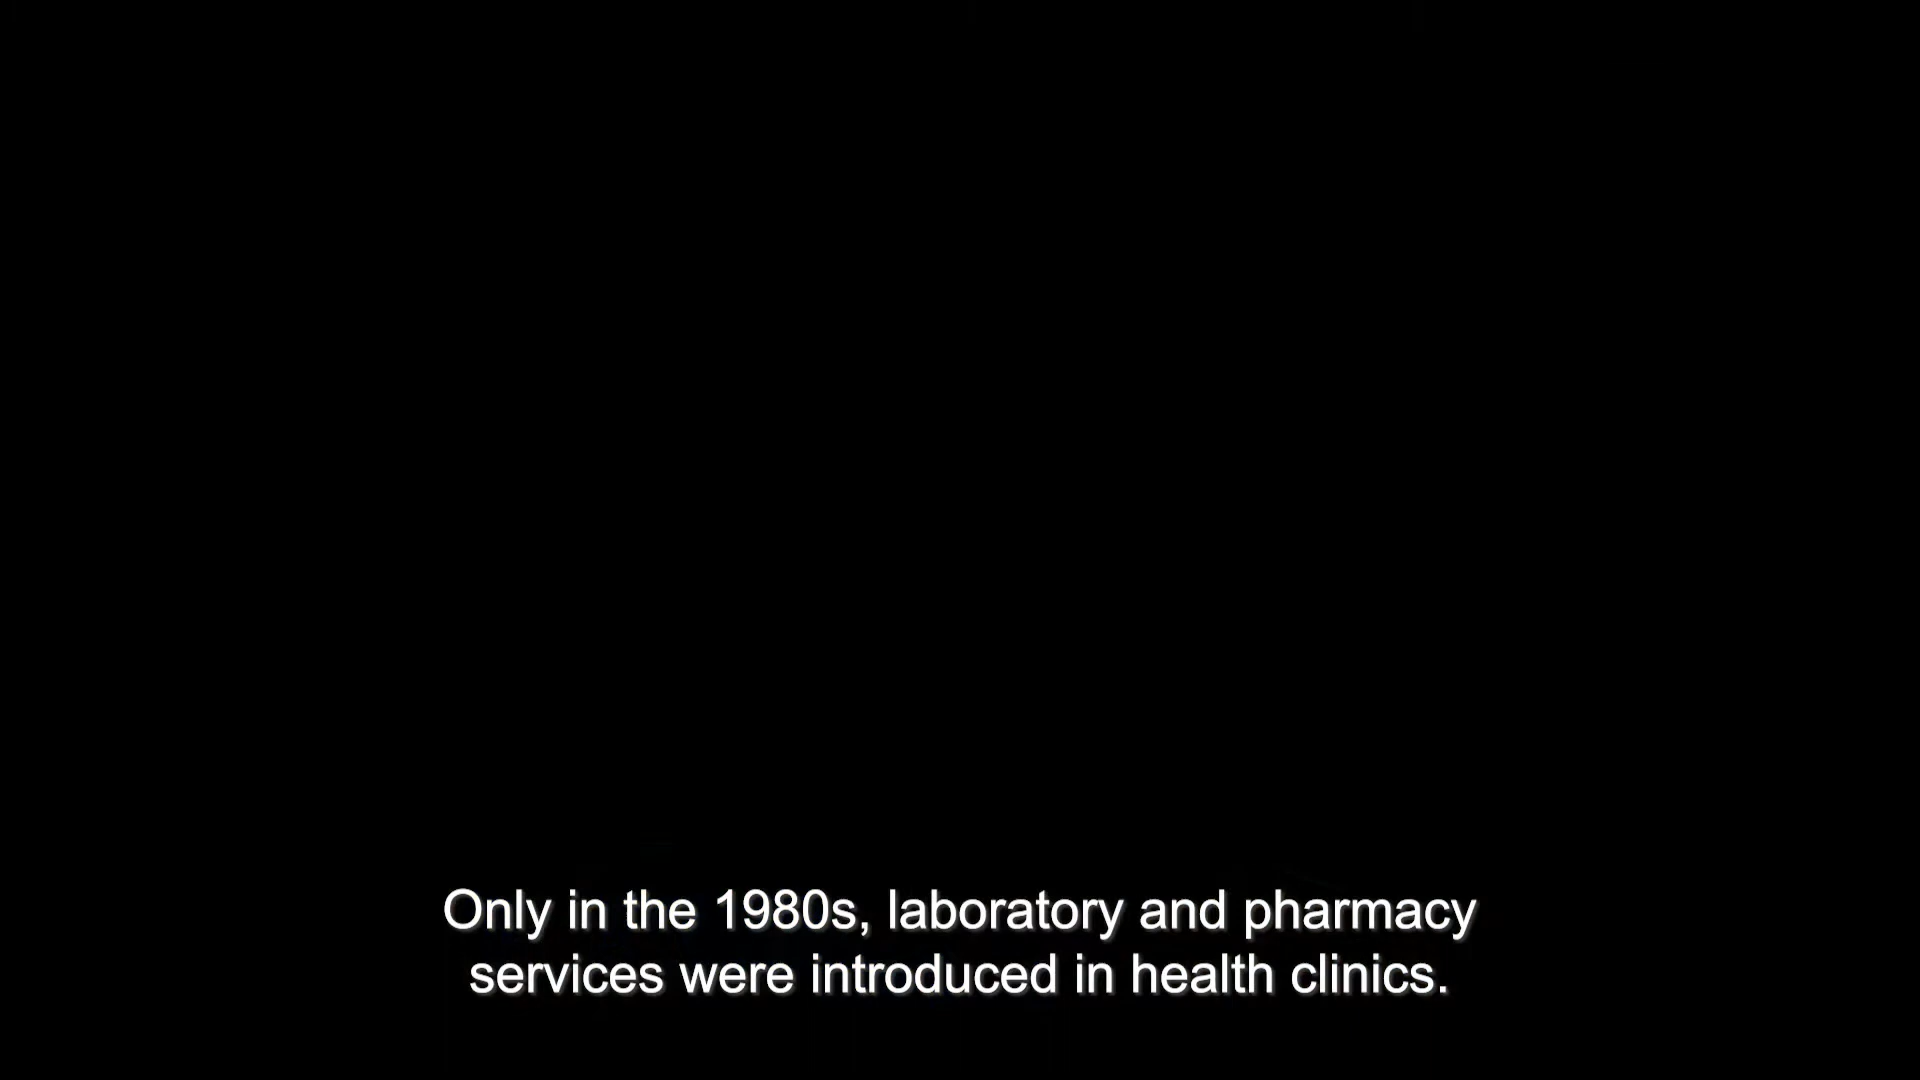 Only in the 1980s, laboratory and pharmacy
services were introduced in health clinics.